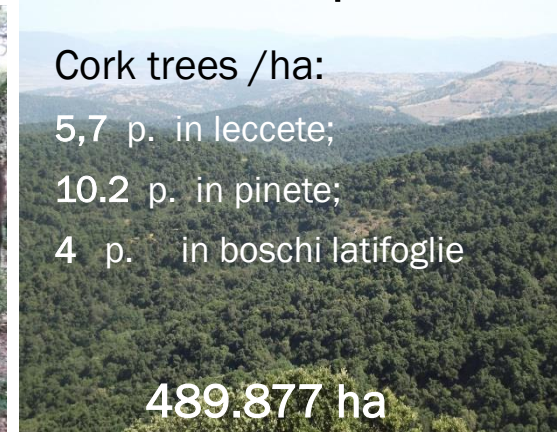 Cork trees /ha:
5,7 p. in leccete;
10.2 p. in pinete;
4 p. in boschi latifoglie
489.877 ha